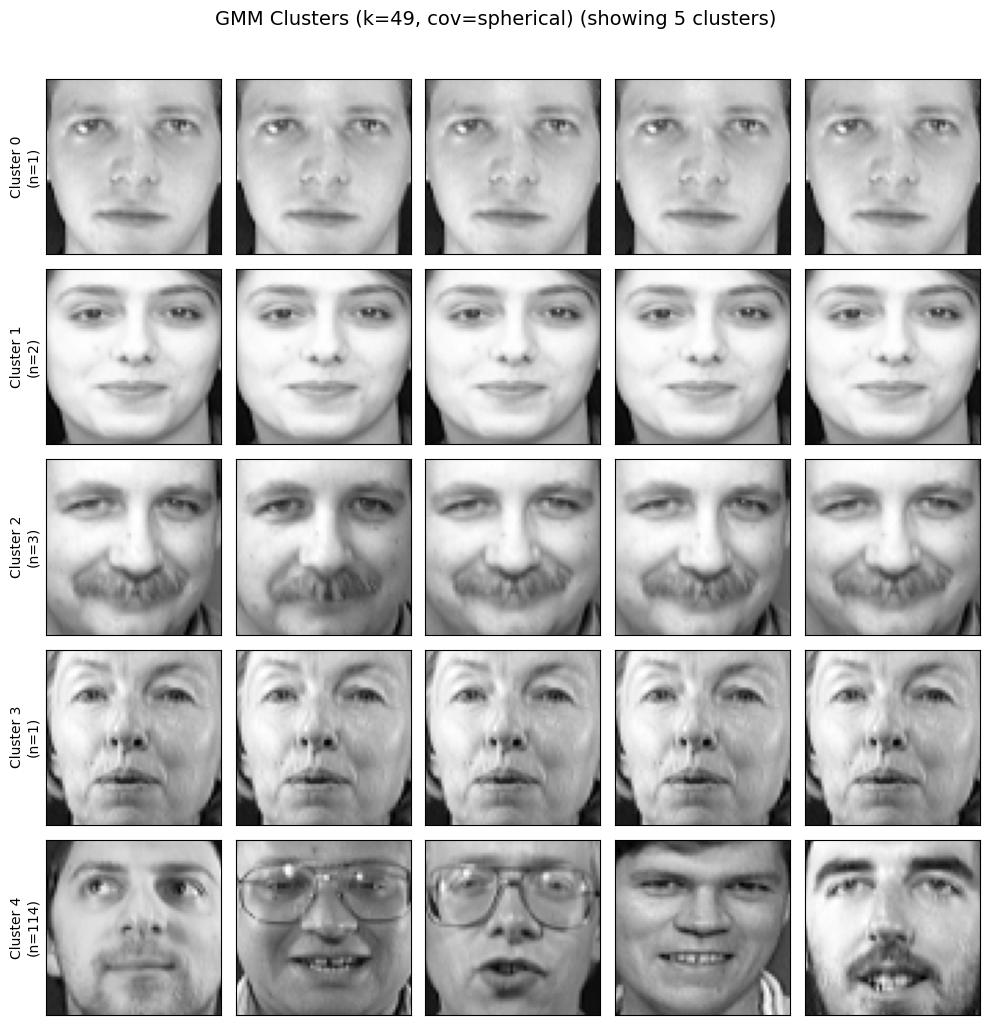 GMM Clusters (k=49, cov=spherical) (showing 5 clusters)
Cluster 0
(n=1)
Cluster 1
(n=2)
Cluster 2
(n=3)
Cluster 3
(n=1)
Cluster 4
(n=114)